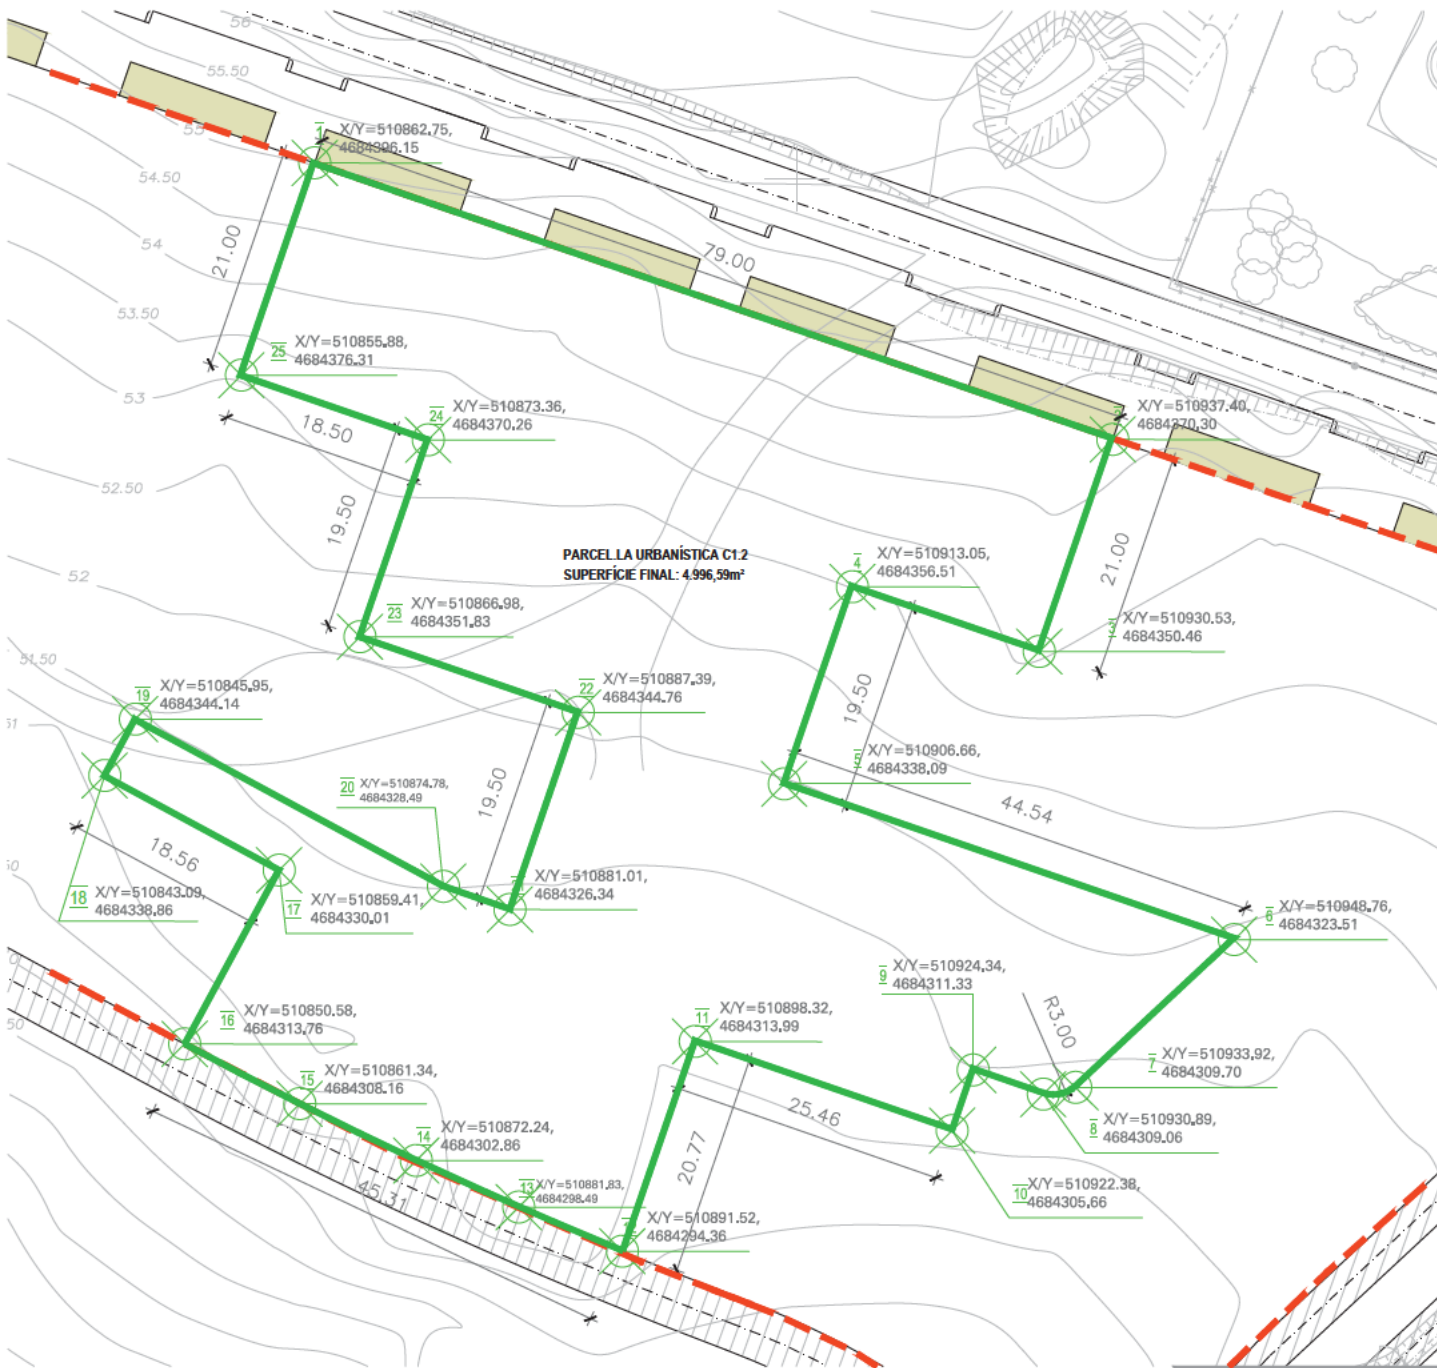 56
55.50
55
54.50
54
53.50
53
52.50
52
51.50
51
1
X/Y=510862.75,
4684396.15
21.00
79.00
25
X/Y=510855.88,
4684376.31
18.50
24
X/Y=510873.36,
4684370.26
2
X/Y=510937.40,
4684370.30
19.50
21.00
PARCEL.LA URBANÍSTICA C1.2
SUPERFÍCIE FINAL: 4.996,59m²
4
X/Y=510913.05,
4684356.51
23
X/Y=510866.98,
4684351.83
3
X/Y=510930.53,
4684350.46
19
X/Y=510845.95,
4684344.14
22
X/Y=510887.39,
4684344.76
19.50
5
X/Y=510906.66,
4684338.09
20
X/Y=510874.78,
4684328.49
19.50
44.54
18.56
18
X/Y=510843.09,
4684338.86
17
X/Y=510859.41,
4684330.01
X/Y=510881.01,
4684326.34
6
X/Y=510948.76,
4684323.51
9
X/Y=510924.34,
4684311.33
R3.00
16
X/Y=510850.58,
4684313.76
11
X/Y=510898.32,
4684313.99
7
X/Y=510933.92,
4684309.70
15
X/Y=510861.34,
4684308.16
25.46
8
X/Y=510930.89,
4684309.06
14
X/Y=510872.24,
4684302.86
20.77
45.31
13
X/Y=510881.83,
4684298.49
10
X/Y=510922.38,
4684305.66
X/Y=510891.52,
4684294.36